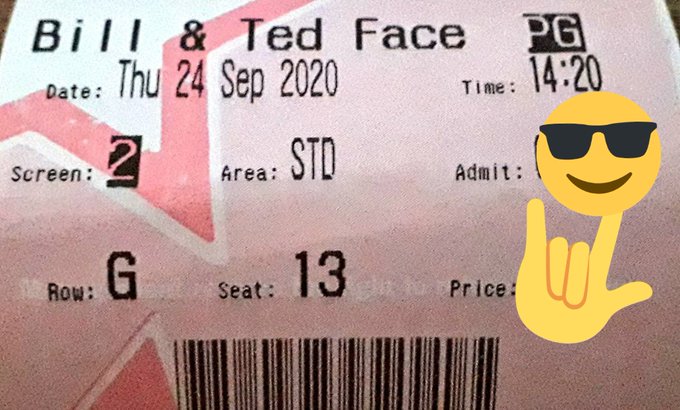 Bill & Ted Face PG
Date: Thu 24 Sep 2020 Time: 14:20
Screen: 2 Area: STD Admit:
Row: G Seat: 13 Price: